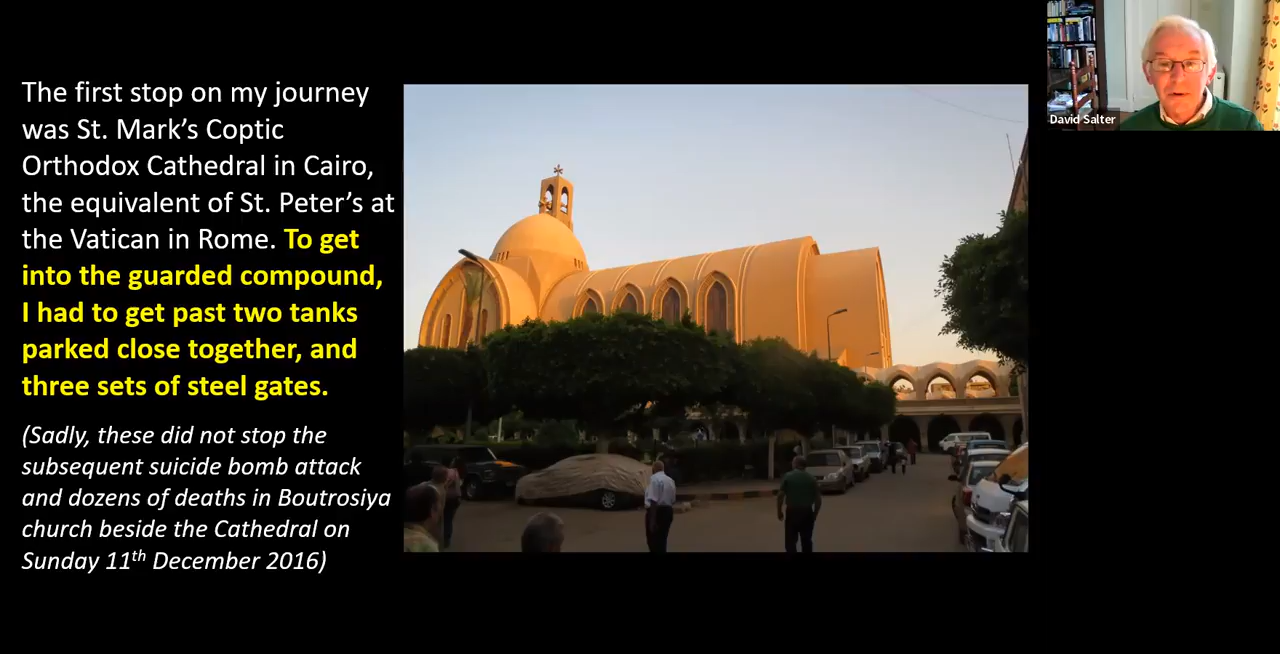 The first stop on my journey
was St. Mark’s Coptic
Orthodox Cathedral in Cairo,
the equivalent of St. Peter’s at
the Vatican in Rome. To get
into the guarded compound,
I had to get past two tanks
parked close together, and
three sets of steel gates.
(Sadly, these did not stop the
subsequent suicide bomb attack
and dozens of deaths in Boutrosiya
church beside the Cathedral on
Sunday 11th December 2016)
David Salter